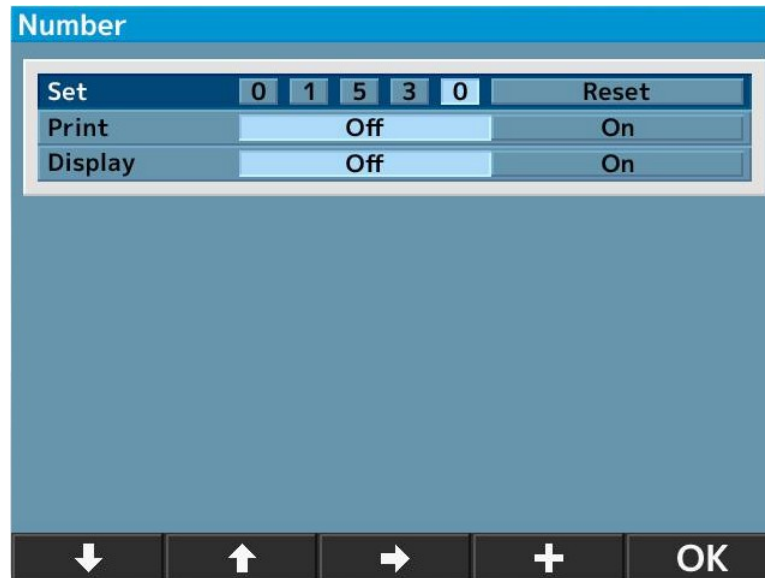 Number
Set 0 1 5 3 0 Reset
Print Off On
Display Off On
OK